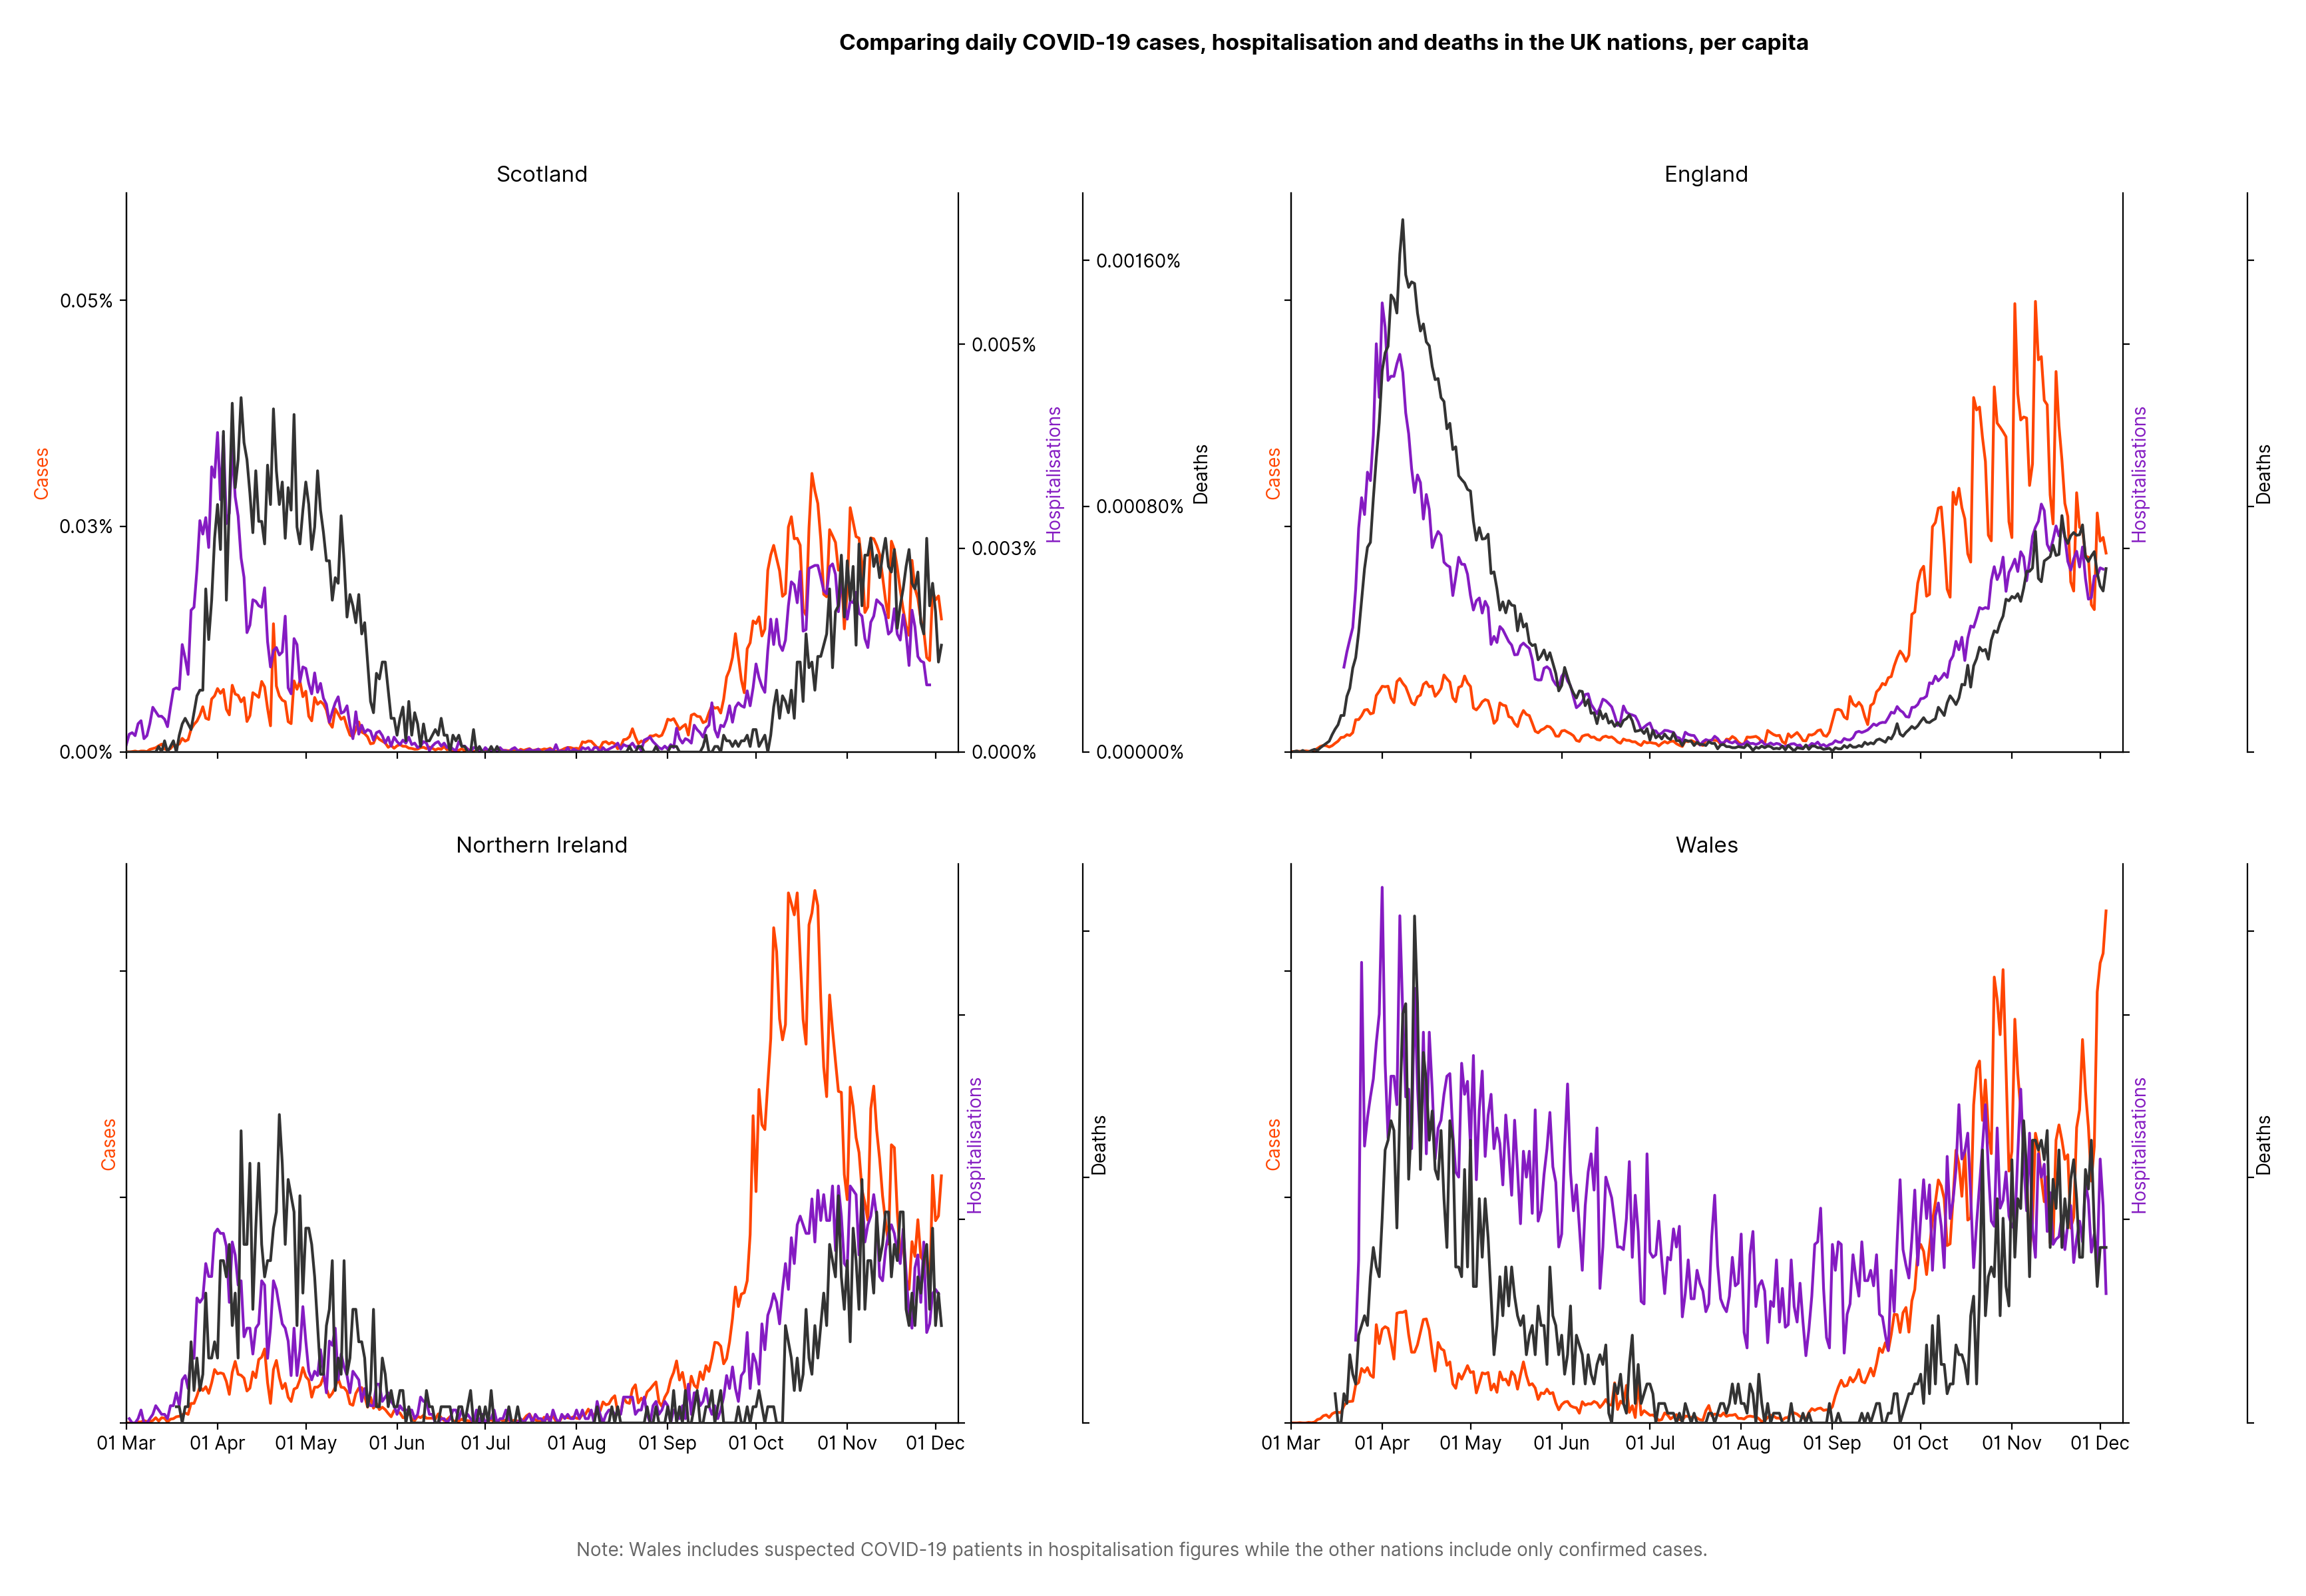 Comparing daily COVID-19 cases, hospitalisation and deaths in the UK nations, per capita
Scotland
0.05%
0.03%
0.00%
Cases
0.005%
0.003%
0.000%
Hospitalisations
0.00160%
0.00080%
0.00000%
Deaths
England
Cases
Hospitalisations
Deaths
Northern Ireland
Cases
Hospitalisations
Deaths
01 Mar 01 Apr 01 May 01 Jun 01 Jul 01 Aug 01 Sep 01 Oct 01 Nov 01 Dec
Wales
Cases
Hospitalisations
Deaths
01 Mar 01 Apr 01 May 01 Jun 01 Jul 01 Aug 01 Sep 01 Oct 01 Nov 01 Dec
Note: Wales includes suspected COVID-19 patients in hospitalisation figures while the other nations include only confirmed cases.